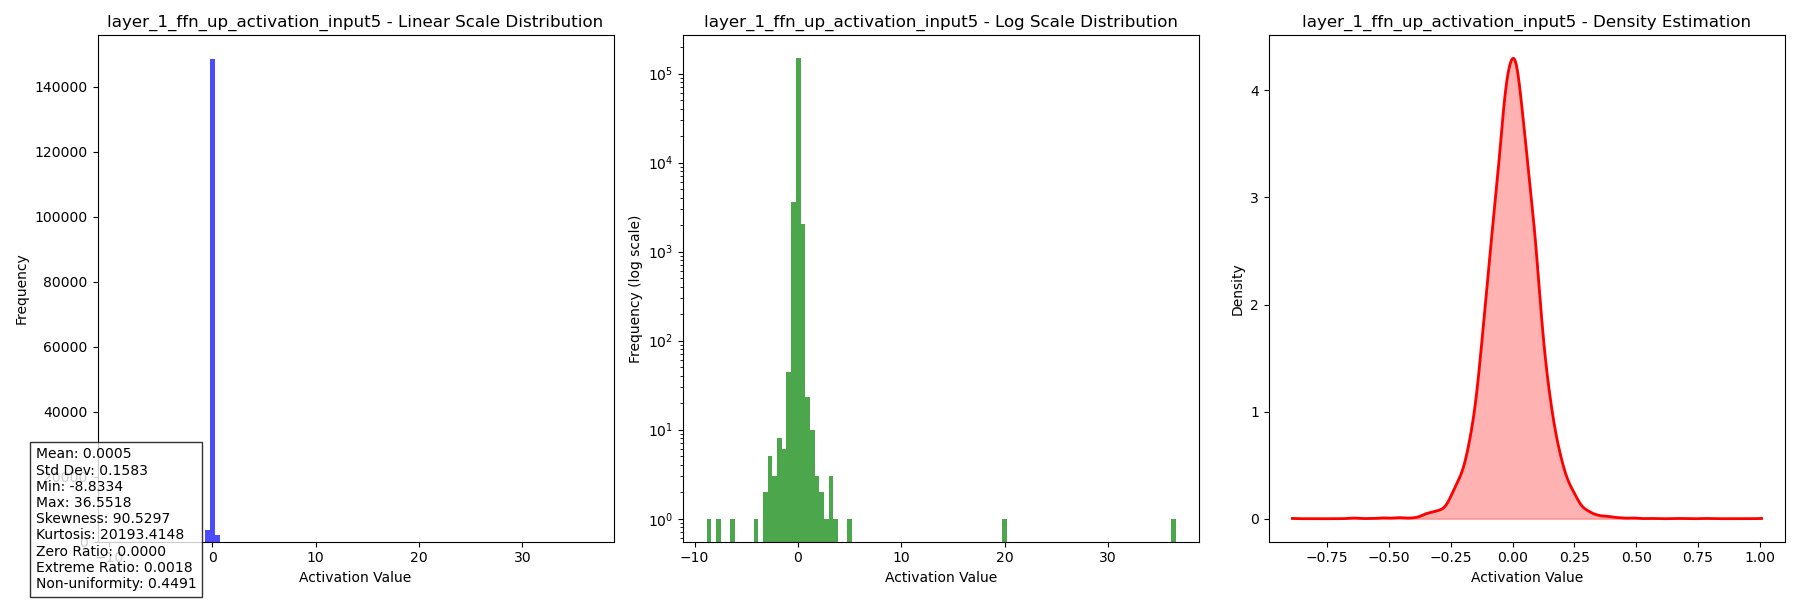 layer_1_ffn_up_activation_input5 - Linear Scale Distribution
Frequency
140000
120000
100000
80000
60000
40000
20000
0
−10
0
10
20
30
Activation Value
Mean: 0.0005
Std Dev: 0.1583
Min: -8.8334
Max: 36.5518
Skewness: 90.5297
Kurtosis: 20193.4148
Zero Ratio: 0.0000
Extreme Ratio: 0.0018
Non-uniformity: 0.4491
layer_1_ffn_up_activation_input5 - Log Scale Distribution
Frequency (log scale)
10⁵
10⁴
10³
10²
10¹
10⁰
−10
0
10
20
30
Activation Value
layer_1_ffn_up_activation_input5 - Density Estimation
Density
4
3
2
1
0
−0.75
−0.50
−0.25
0.00
0.25
0.50
0.75
1.00
Activation Value